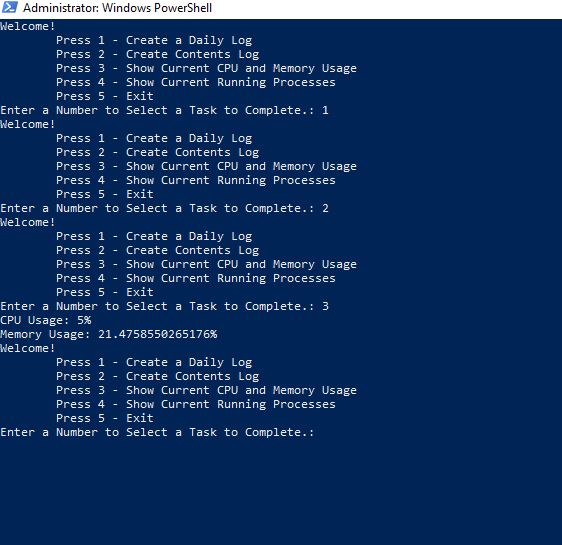 Administrator: Windows PowerShell
Welcome!
        Press 1 - Create a Daily Log
        Press 2 - Create Contents Log
        Press 3 - Show Current CPU and Memory Usage
        Press 4 - Show Current Running Processes
        Press 5 - Exit
Enter a Number to Select a Task to Complete.: 1
Welcome!
        Press 1 - Create a Daily Log
        Press 2 - Create Contents Log
        Press 3 - Show Current CPU and Memory Usage
        Press 4 - Show Current Running Processes
        Press 5 - Exit
Enter a Number to Select a Task to Complete.: 2
Welcome!
        Press 1 - Create a Daily Log
        Press 2 - Create Contents Log
        Press 3 - Show Current CPU and Memory Usage
        Press 4 - Show Current Running Processes
        Press 5 - Exit
Enter a Number to Select a Task to Complete.: 3
CPU Usage: 5%
Memory Usage: 21.4758550265176%
Welcome!
        Press 1 - Create a Daily Log
        Press 2 - Create Contents Log
        Press 3 - Show Current CPU and Memory Usage
        Press 4 - Show Current Running Processes
        Press 5 - Exit
Enter a Number to Select a Task to Complete.: